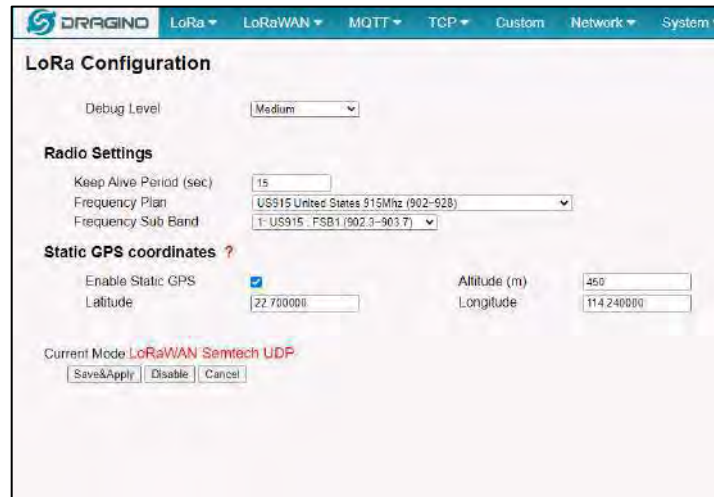 DRAGINO LoRa LoRaWAN MQTT TCP Custom Network System
LoRa Configuration
Debug Level Medium
Radio Settings
Keep Alive Period (sec) 15
Frequency Plan US915 United States 915Mhz (902~928)
Frequency Sub Band 1: US915 , FSB1 (902.3~903.7)
Static GPS coordinates ?
Enable Static GPS Altitude (m) 450
Latitude 22.700000 Longitude 114.240000
Current Mode:LoRaWAN Semtech UDP
Save&Apply Disable Cancel